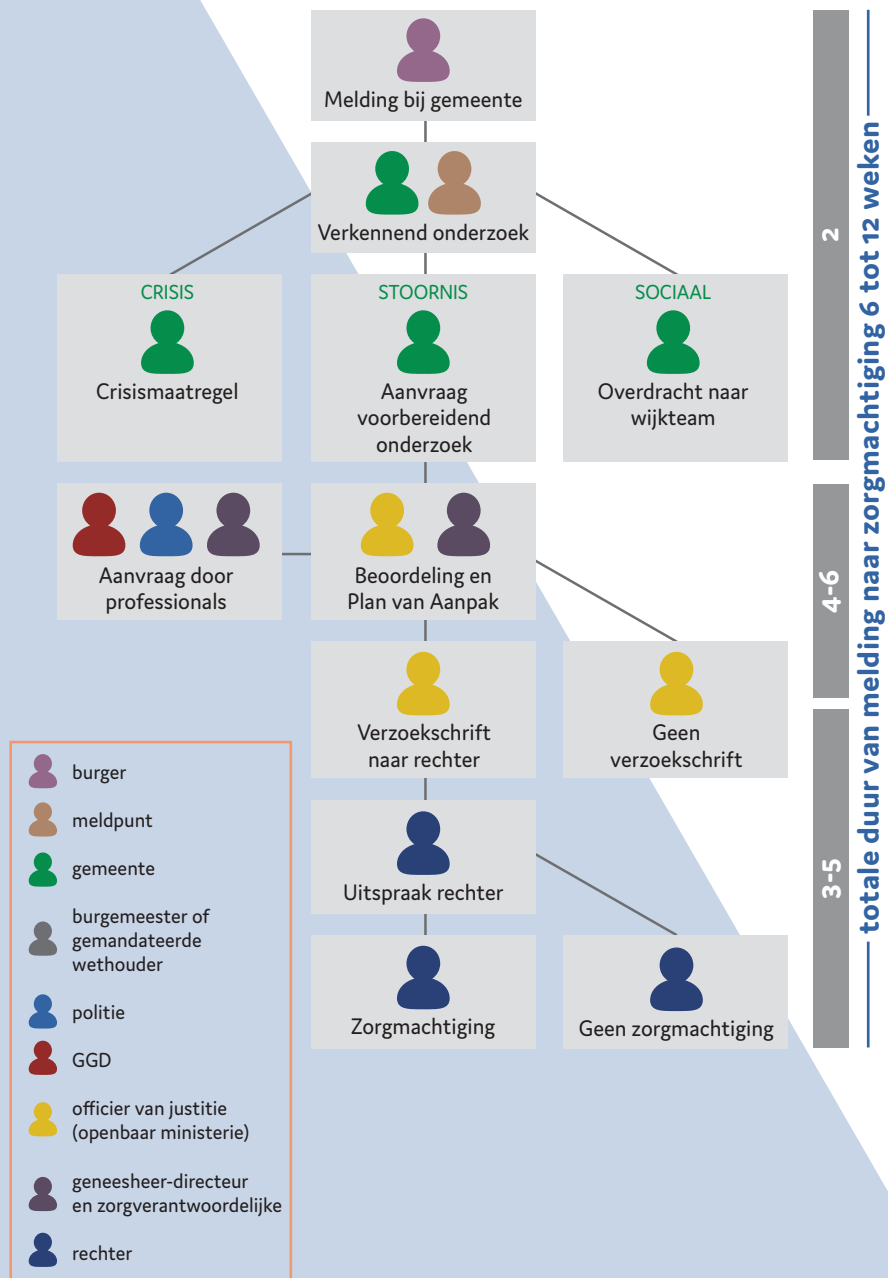 Melding bij gemeente
Verkennend onderzoek
CRISIS
Crisismaatregel
STOORNIS
Aanvraag
voorbereidend
onderzoek
SOCIAAL
Overdracht naar
wijkteam
Aanvraag door
professionals
Beoordeling en
Plan van Aanpak
Verzoekschrift
naar rechter
Geen
verzoekschrift
Uitspraak rechter
Zorgmachtiging
Geen zorgmachtiging
2
4-6
3-5
totale duur van melding naar zorgmachtiging 6 tot 12 weken
burger
meldpunt
gemeente
burgemeester of
gemandateerde
wethouder
politie
GGD
officier van justitie
(openbaar ministerie)
geneesheer-directeur
en zorgverantwoordelijke
rechter